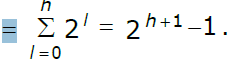 = ∑_{l=0}^{h} 2^l = 2^{h+1} − 1.